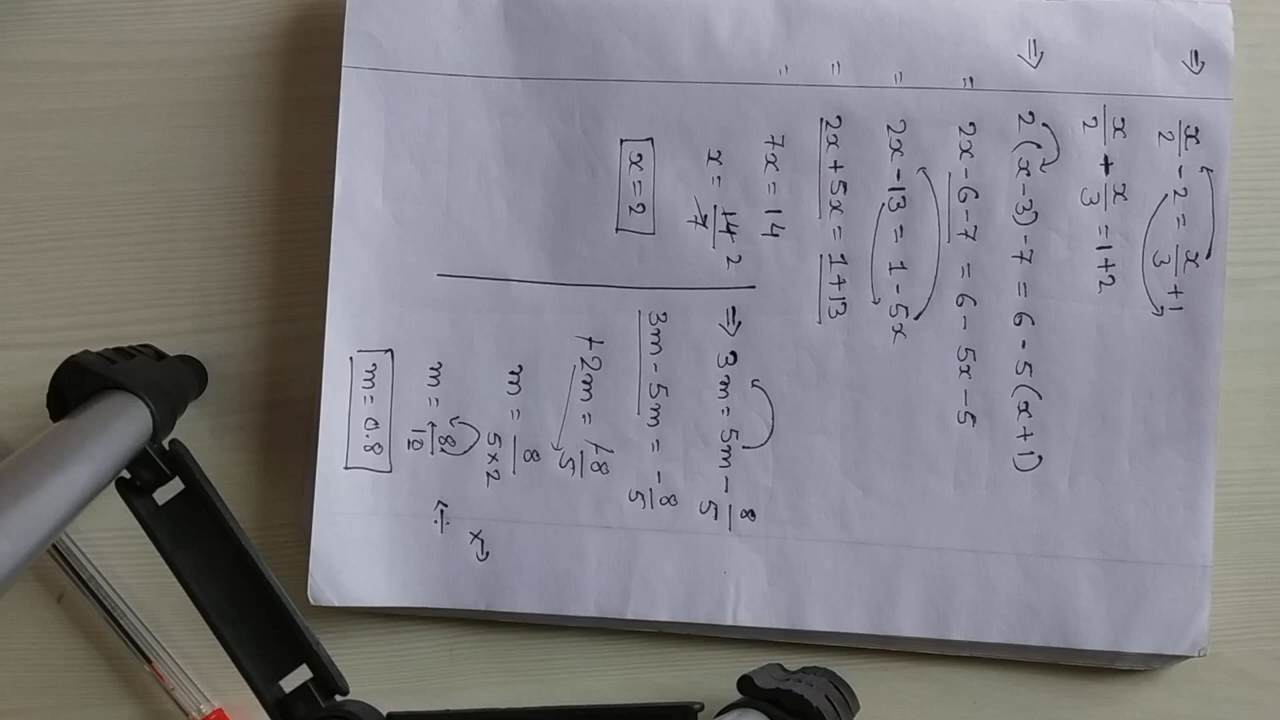 ⇒ x/2 - 2 = x/3 + 1
x/2 - x/3 = 1 + 2
⇒ 2(x-3) - 7 = 6 - 5(x+1)
= 2x - 6 - 7 = 6 - 5x - 5
= 2x - 13 = 1 - 5x
= 2x + 5x = 1 + 13
= 7x = 14
x = 14/7 2
x = 2
⇒ 3m = 5m - 8/5
3m - 5m = -8/5
+2m = +8/5
m = 8/5×2
m = 8/10
m = 0.8
× →
← ÷